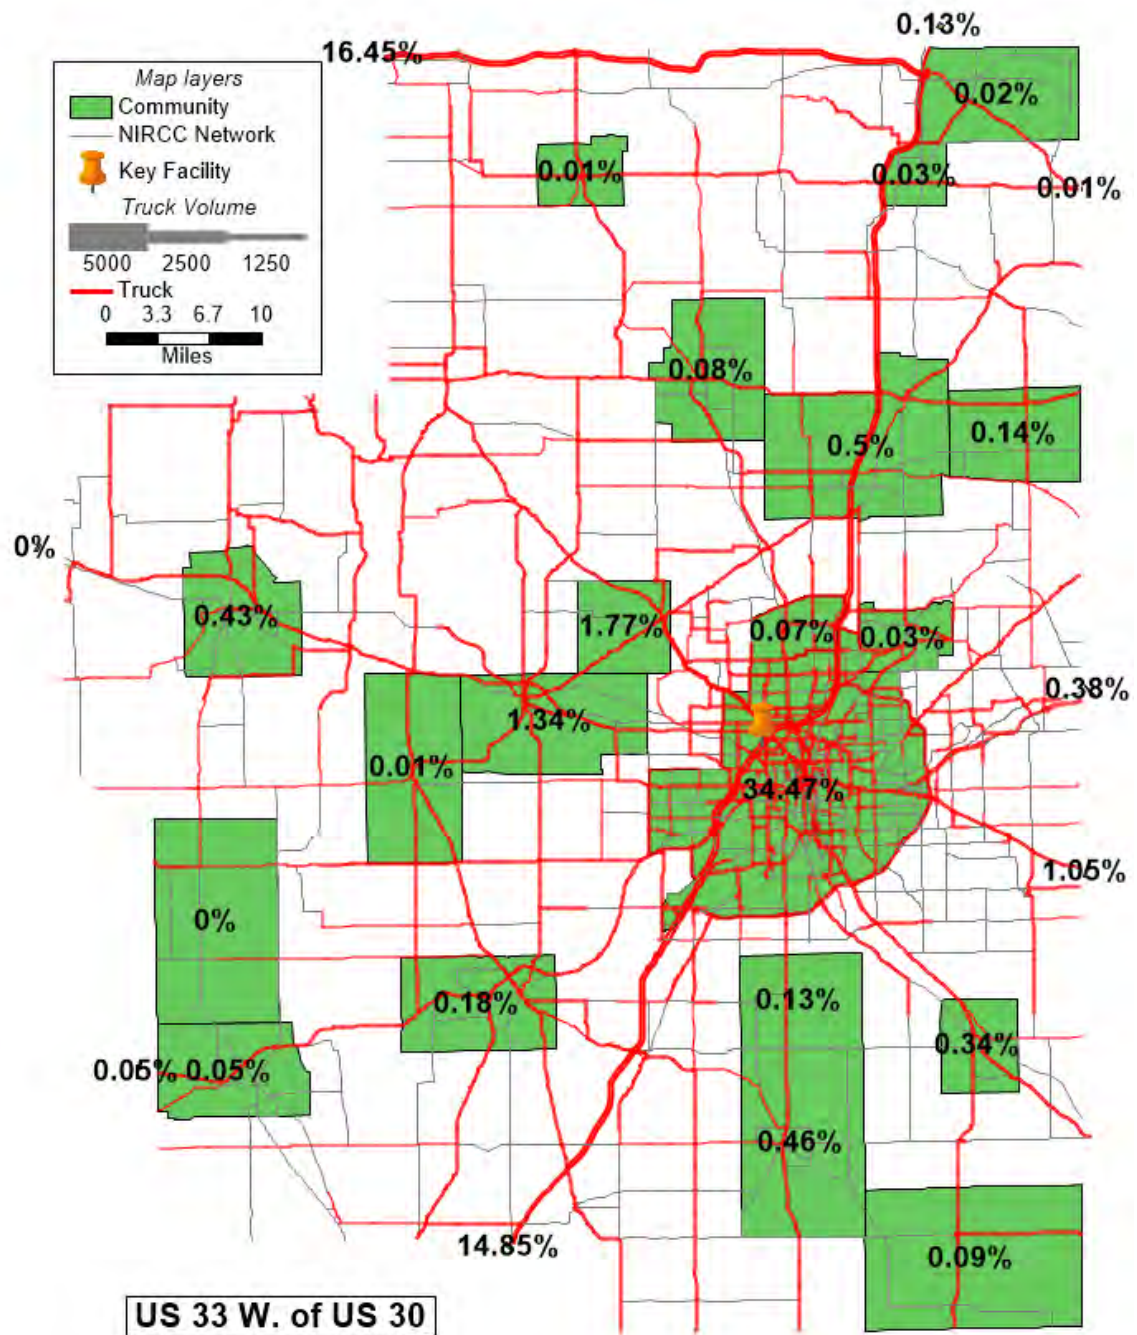 0.13%
16.45%
Map layers
Community
NIRCC Network
Key Facility
Truck Volume
5000 2500 1250
Truck
0 3.3 6.7 10
Miles
0.02%
0.01%
0.03%
0.01%
0.08%
0.5%
0.14%
0%
0.43%
1.77%
0.07%
0.03%
0.38%
1.34%
0.01%
34.47%
1.05%
0%
0.18%
0.13%
0.34%
0.05% 0.05%
0.46%
14.85%
0.09%
US 33 W. of US 30